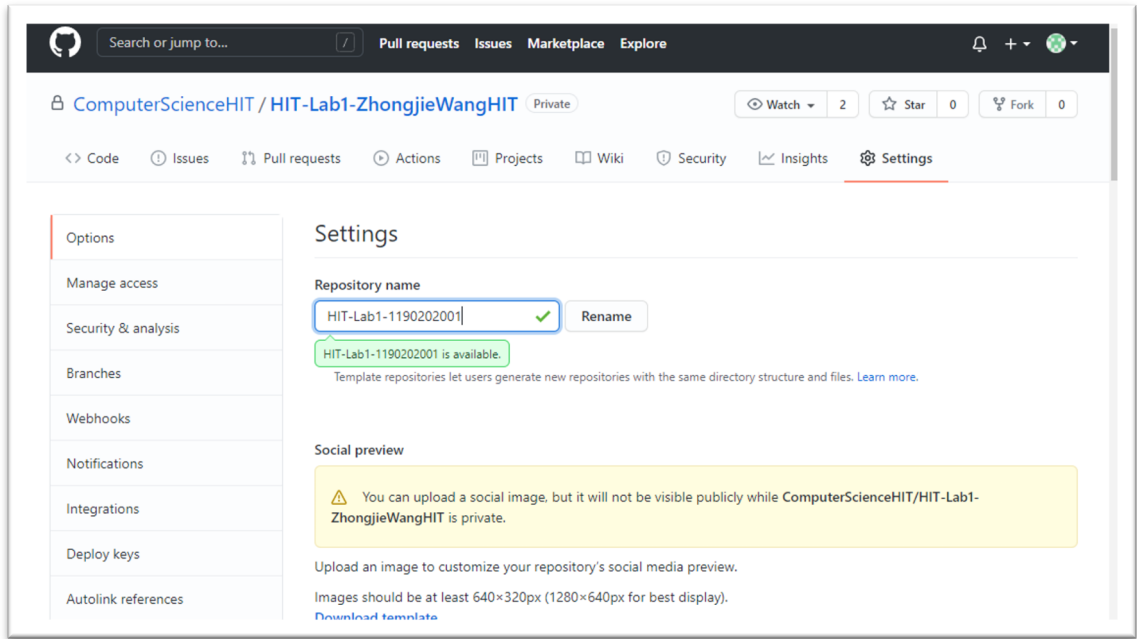 Search or jump to... /
Pull requests Issues Marketplace Explore
ComputerScienceHIT / HIT-Lab1-ZhongjieWangHIT Private
Watch 2 Star 0 Fork 0
Code Issues Pull requests Actions Projects Wiki Security Insights Settings
Options
Manage access
Security & analysis
Branches
Webhooks
Notifications
Integrations
Deploy keys
Autolink references
Settings
Repository name
HIT-Lab1-1190202001 Rename
HIT-Lab1-1190202001 is available.
Template repositories let users generate new repositories with the same directory structure and files. Learn more.
Social preview
You can upload a social image, but it will not be visible publicly while ComputerScienceHIT/HIT-Lab1-
ZhongjieWangHIT is private.
Upload an image to customize your repository's social media preview.
Images should be at least 640×320px (1280×640px for best display).
Download template